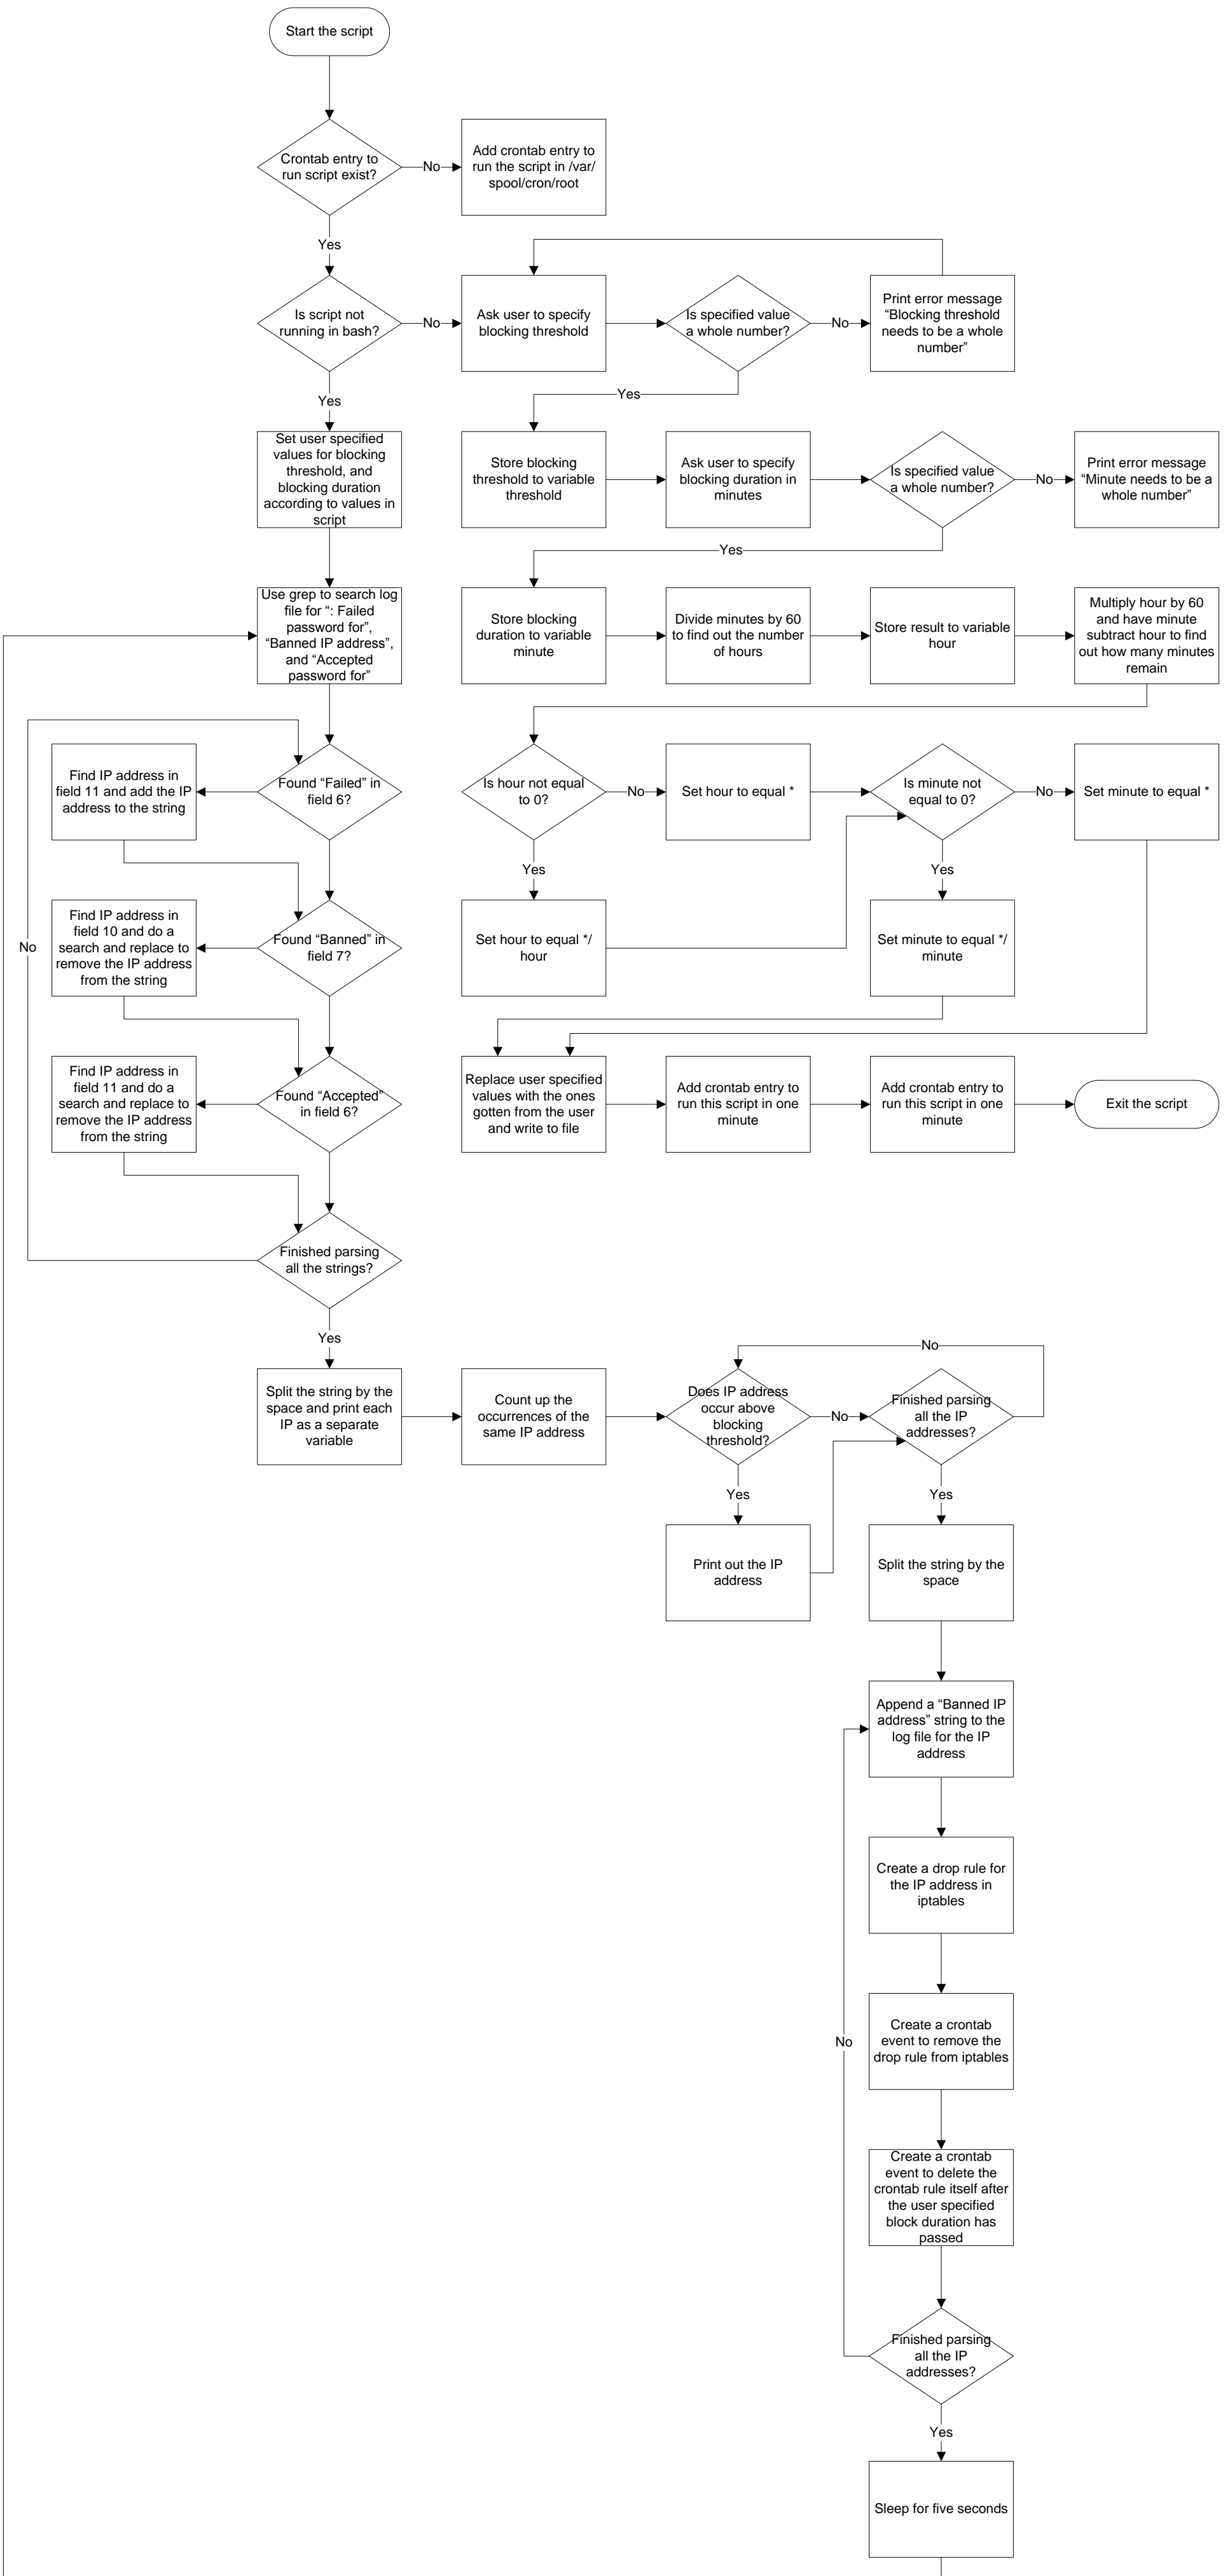 Start the script
Crontab entry to
run script exist?
No
Add crontab entry to
run the script in /var/
spool/cron/root
Yes
Is script not
running in bash?
No
Ask user to specify
blocking threshold
Is specified value
a whole number?
No
Print error message
“Blocking threshold
needs to be a whole
number”
Yes
Yes
Set user specified
values for blocking
threshold, and
blocking duration
according to values in
script
Store blocking
threshold to variable
threshold
Ask user to specify
blocking duration in
minutes
Is specified value
a whole number?
No
Print error message
“Minute needs to be a
whole number”
Yes
Use grep to search log
file for “: Failed
password for”,
“Banned IP address”,
and “Accepted
password for”
Store blocking
duration to variable
minute
Divide minutes by 60
to find out the number
of hours
Store result to variable
hour
Multiply hour by 60
and have minute
subtract hour to find
out how many minutes
remain
Find IP address in
field 11 and add the IP
address to the string
Found “Failed” in
field 6?
Is hour not equal
to 0?
No
Set hour to equal *
Is minute not
equal to 0?
No
Set minute to equal *
Yes
Yes
No
Find IP address in
field 10 and do a
search and replace to
remove the IP address
from the string
Found “Banned” in
field 7?
Set hour to equal */
hour
Set minute to equal */
minute
Find IP address in
field 11 and do a
search and replace to
remove the IP address
from the string
Found “Accepted”
in field 6?
Replace user specified
values with the ones
gotten from the user
and write to file
Add crontab entry to
run this script in one
minute
Add crontab entry to
run this script in one
minute
Exit the script
Finished parsing
all the strings?
Yes
No
Split the string by the
space and print each
IP as a separate
variable
Count up the
occurrences of the
same IP address
Does IP address
occur above
blocking
threshold?
No
Finished parsing
all the IP
addresses?
Yes
Yes
Print out the IP
address
Split the string by the
space
Append a “Banned IP
address” string to the
log file for the IP
address
Create a drop rule for
the IP address in
iptables
No
Create a crontab
event to remove the
drop rule from iptables
Create a crontab
event to delete the
crontab rule itself after
the user specified
block duration has
passed
Finished parsing
all the IP
addresses?
Yes
Sleep for five seconds